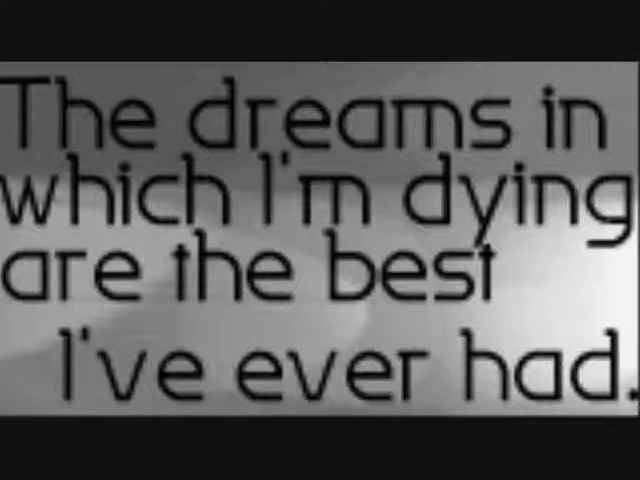 The dreams in
which I'm dying
are the best
I've ever had.